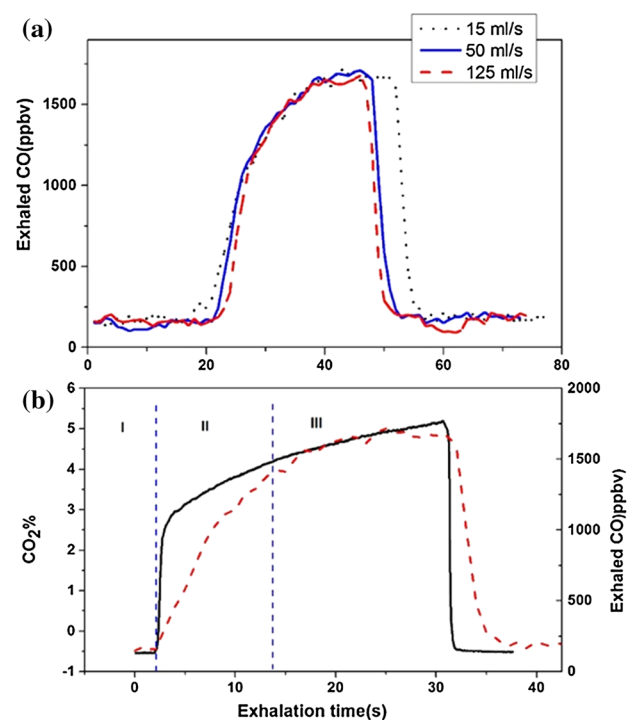 (a)
15 ml/s
50 ml/s
125 ml/s
Exhaled CO(ppbv)
1500
1000
500
0
0 20 40 60 80
(b)
I II III
CO2%
6
5
4
3
2
1
0
-1
2000
1500
1000
500
0
Exhaled CO)ppbv)
0 10 20 30 40
Exhalation time(s)